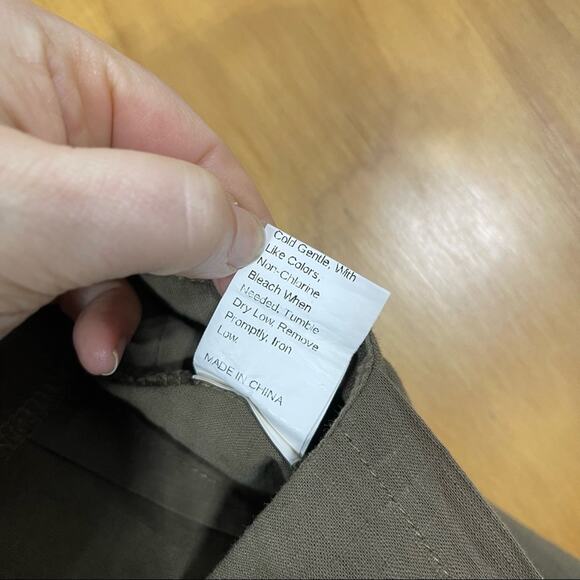 Cold Gentle, With
Like Colors,
Non-Chlorine
Bleach When
Needed, Tumble
Dry Low, Remove
Promptly, Iron
Low.
MADE IN CHINA